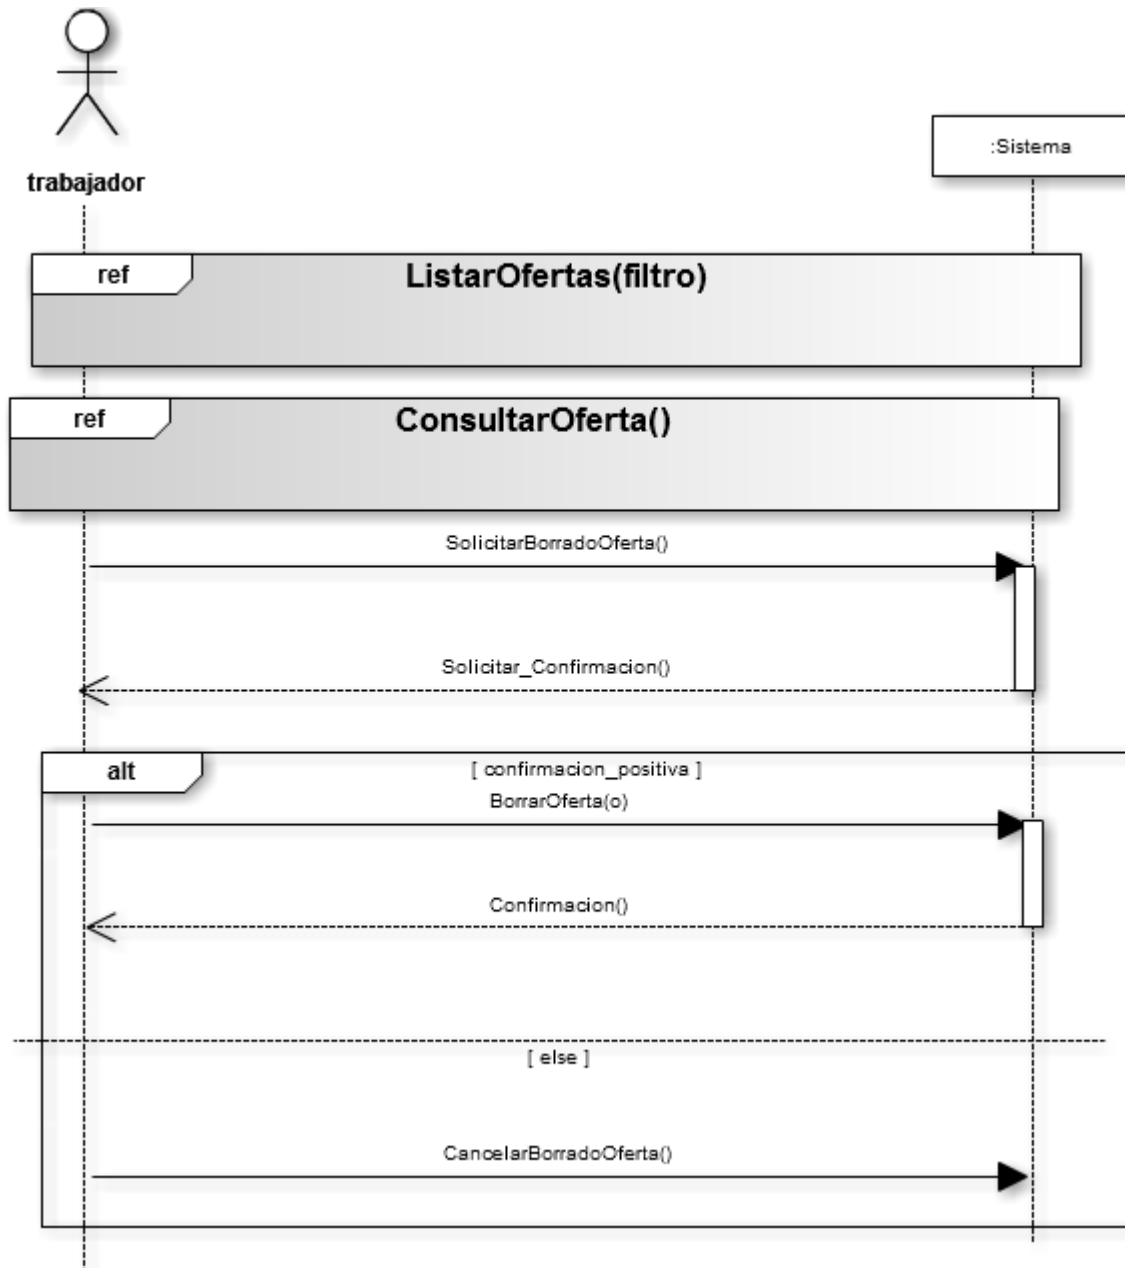 :Sistema
trabajador
ref
ListarOfertas(filtro)
ref
ConsultarOferta()
SolicitarBorradoOferta()
Solicitar_Confirmacion()
alt
[ confirmacion_positiva ]
BorrarOferta(o)
Confirmacion()
[ else ]
CancelarBorradoOferta()